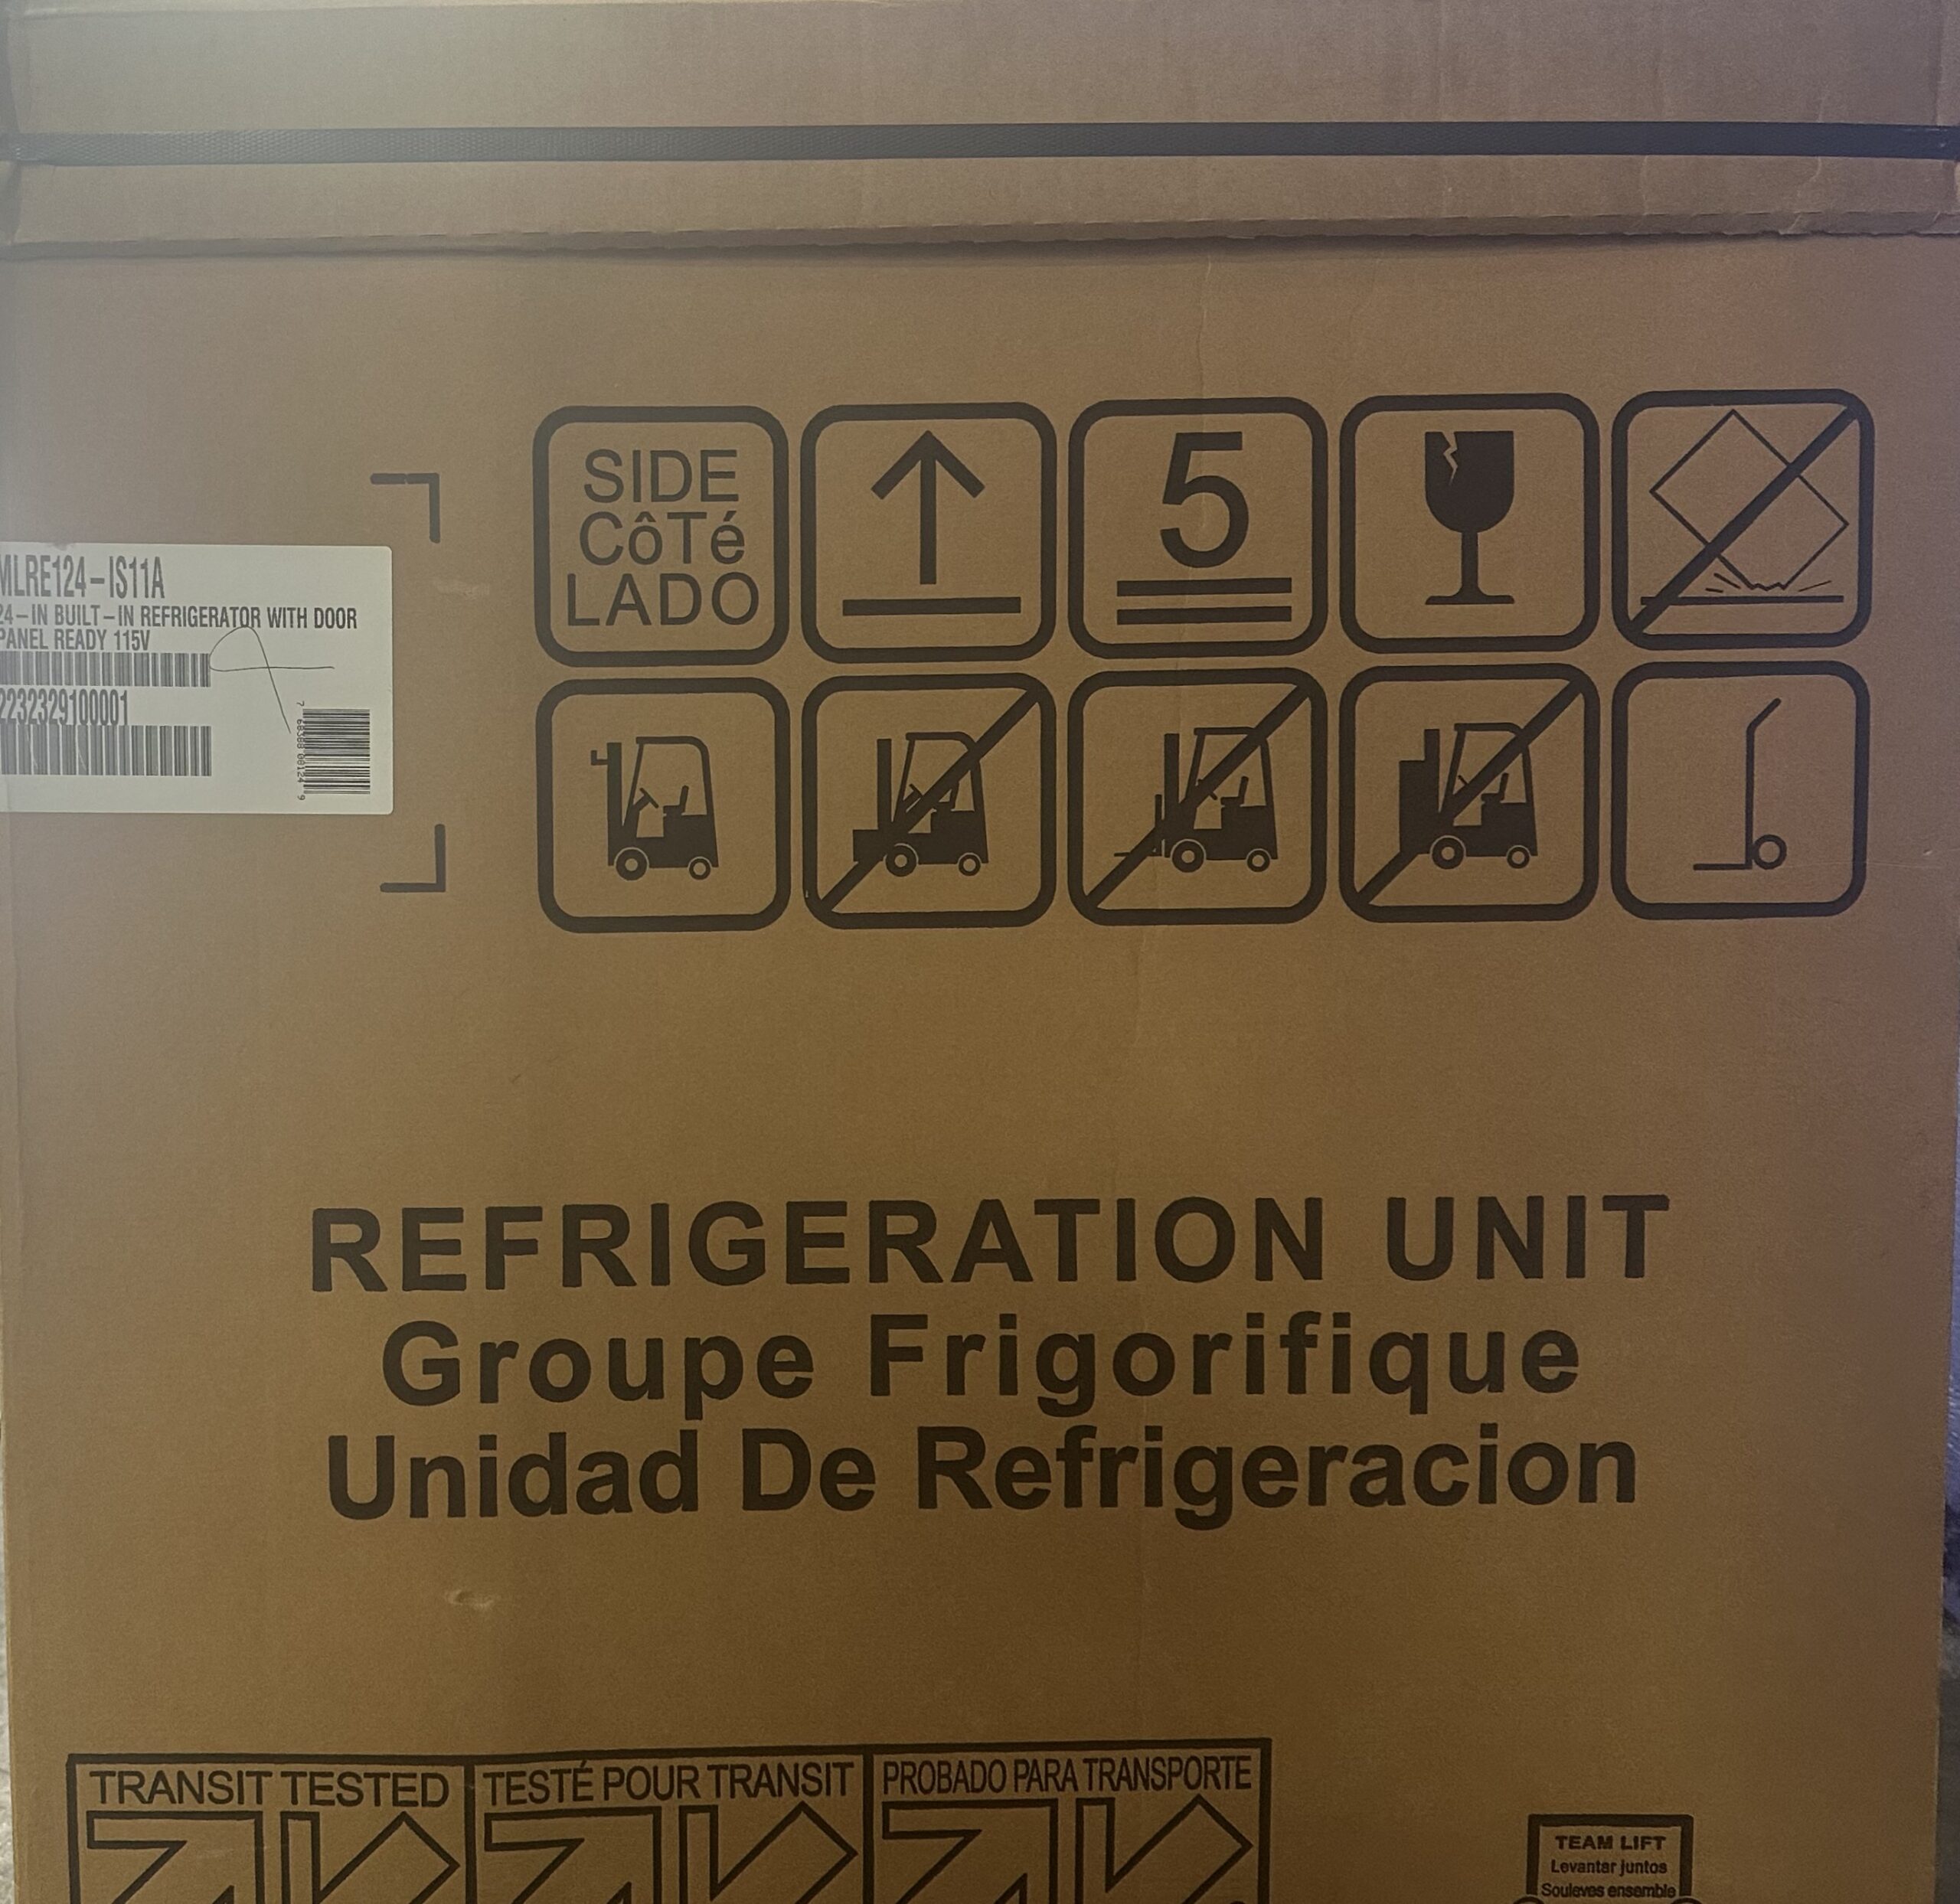 MLRE124-IS11A
24-IN BUILT-IN REFRIGERATOR WITH DOOR
PANEL READY 115V
2232329100001
SIDE
CôTé
LADO
5
REFRIGERATION UNIT
Groupe Frigorifique
Unidad De Refrigeracion
TRANSIT TESTED
TESTÉ POUR TRANSIT
PROBADO PARA TRANSPORTE
TEAM LIFT
Levantar juntos
Souleves ensemble